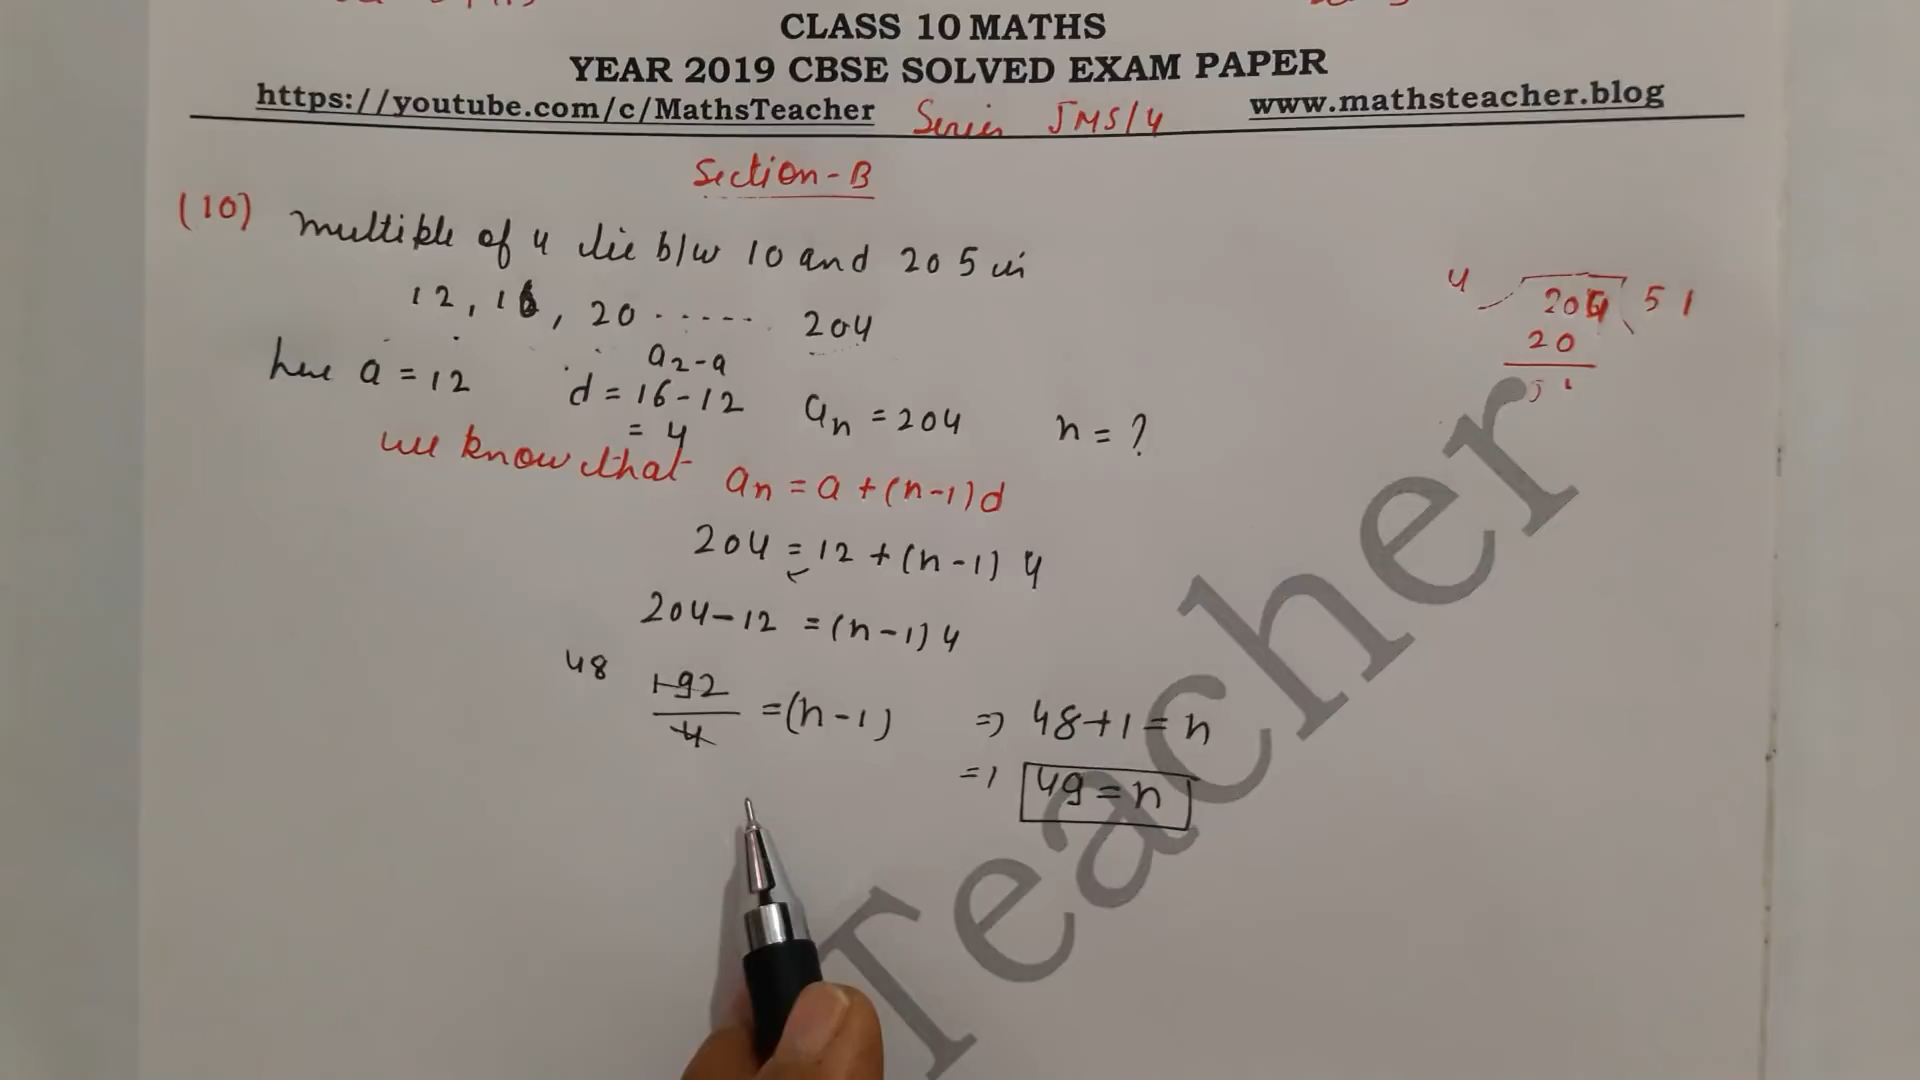 CLASS 10 MATHS
YEAR 2019 CBSE SOLVED EXAM PAPER
https://youtube.com/c/MathsTeacher Series JMS/4 www.mathsteacher.blog
Section-B
(10) Multiple of 4 lie b/w 10 and 205 is
12, 16, 20 ...... 204
here a = 12 d = 16-12 an = 204 n = ?
a2-a
= 4
we know that an = a + (n-1)d
204 = 12 + (n-1) 4
204-12 = (n-1) 4
48 192/4 = (n-1) => 48+1 = n
=> 49 = n
4 51
20
Teacher